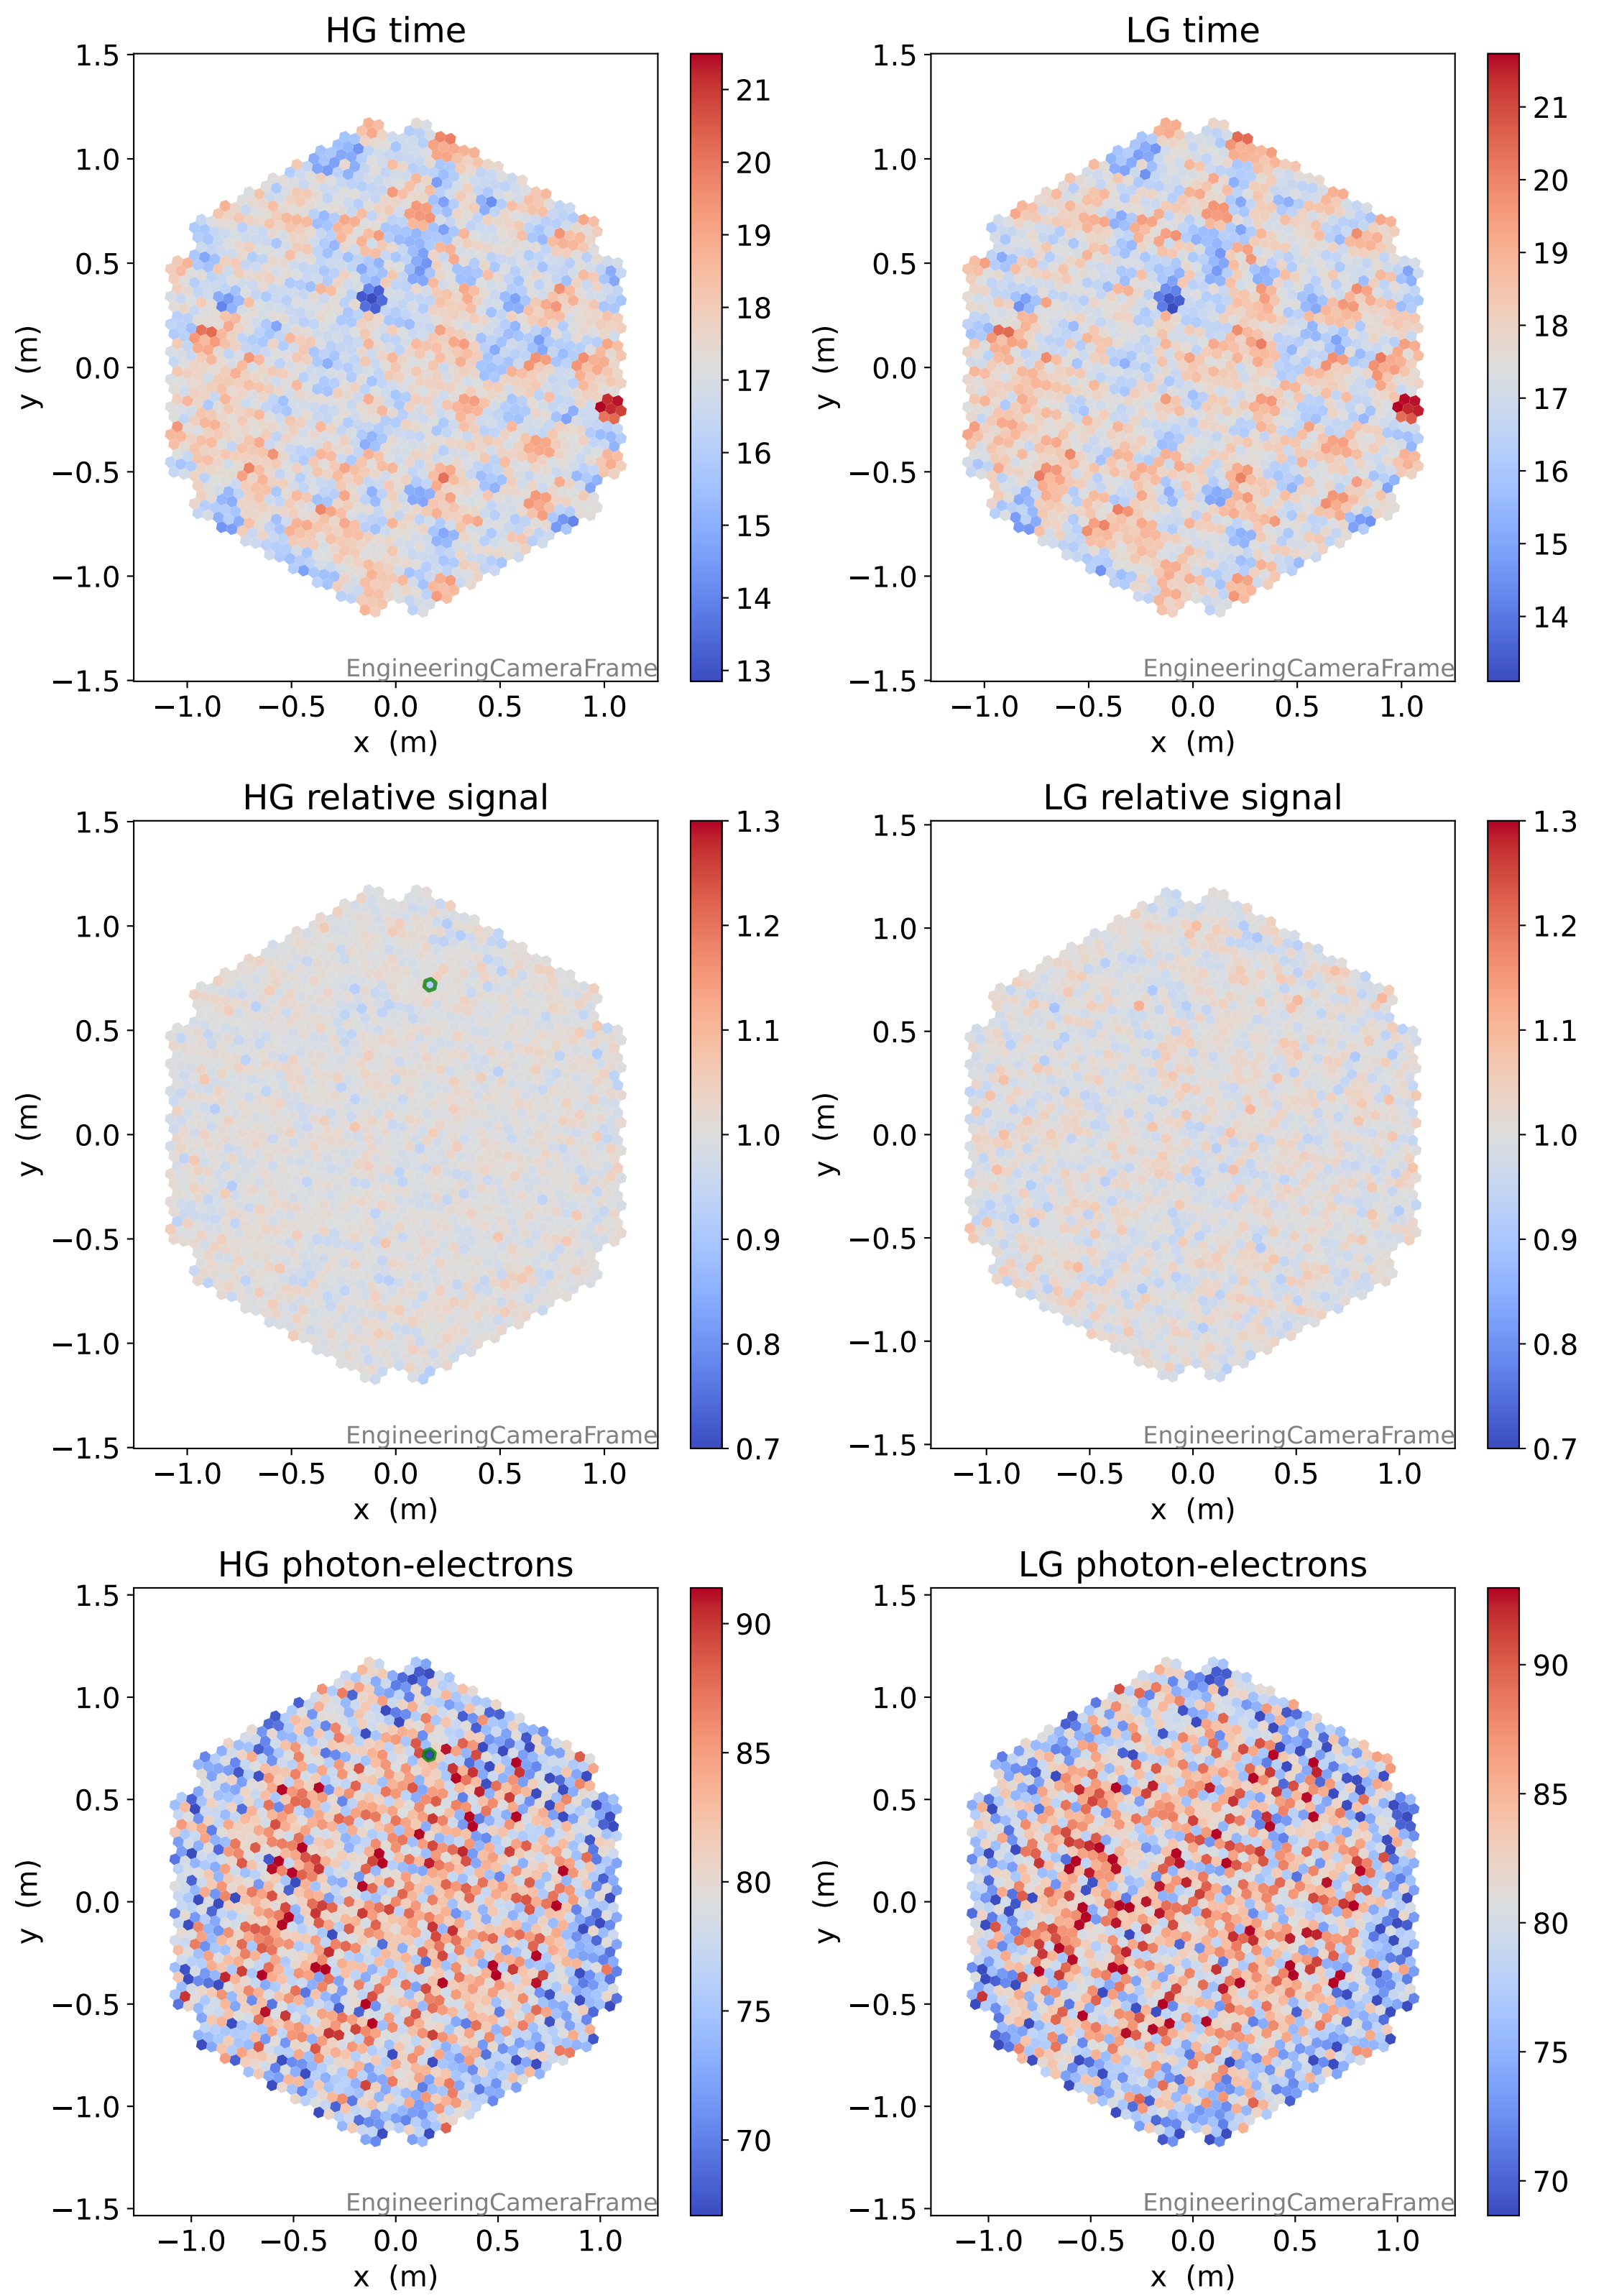 HG time
1.5
1.0
0.5
0.0
−0.5
−1.0
−1.5
y (m)
EngineeringCameraFrame
−1.0 −0.5 0.0 0.5 1.0
x (m)
21
20
19
18
17
16
15
14
13
LG time
1.5
1.0
0.5
0.0
−0.5
−1.0
−1.5
y (m)
EngineeringCameraFrame
−1.0 −0.5 0.0 0.5 1.0
x (m)
21
20
19
18
17
16
15
14
HG relative signal
1.5
1.0
0.5
0.0
−0.5
−1.0
−1.5
y (m)
EngineeringCameraFrame
−1.0 −0.5 0.0 0.5 1.0
x (m)
1.3
1.2
1.1
1.0
0.9
0.8
0.7
LG relative signal
1.5
1.0
0.5
0.0
−0.5
−1.0
−1.5
y (m)
EngineeringCameraFrame
−1.0 −0.5 0.0 0.5 1.0
x (m)
1.3
1.2
1.1
1.0
0.9
0.8
0.7
HG photon-electrons
1.5
1.0
0.5
0.0
−0.5
−1.0
−1.5
y (m)
EngineeringCameraFrame
−1.0 −0.5 0.0 0.5 1.0
x (m)
90
85
80
75
70
LG photon-electrons
1.5
1.0
0.5
0.0
−0.5
−1.0
−1.5
y (m)
EngineeringCameraFrame
−1.0 −0.5 0.0 0.5 1.0
x (m)
90
85
80
75
70